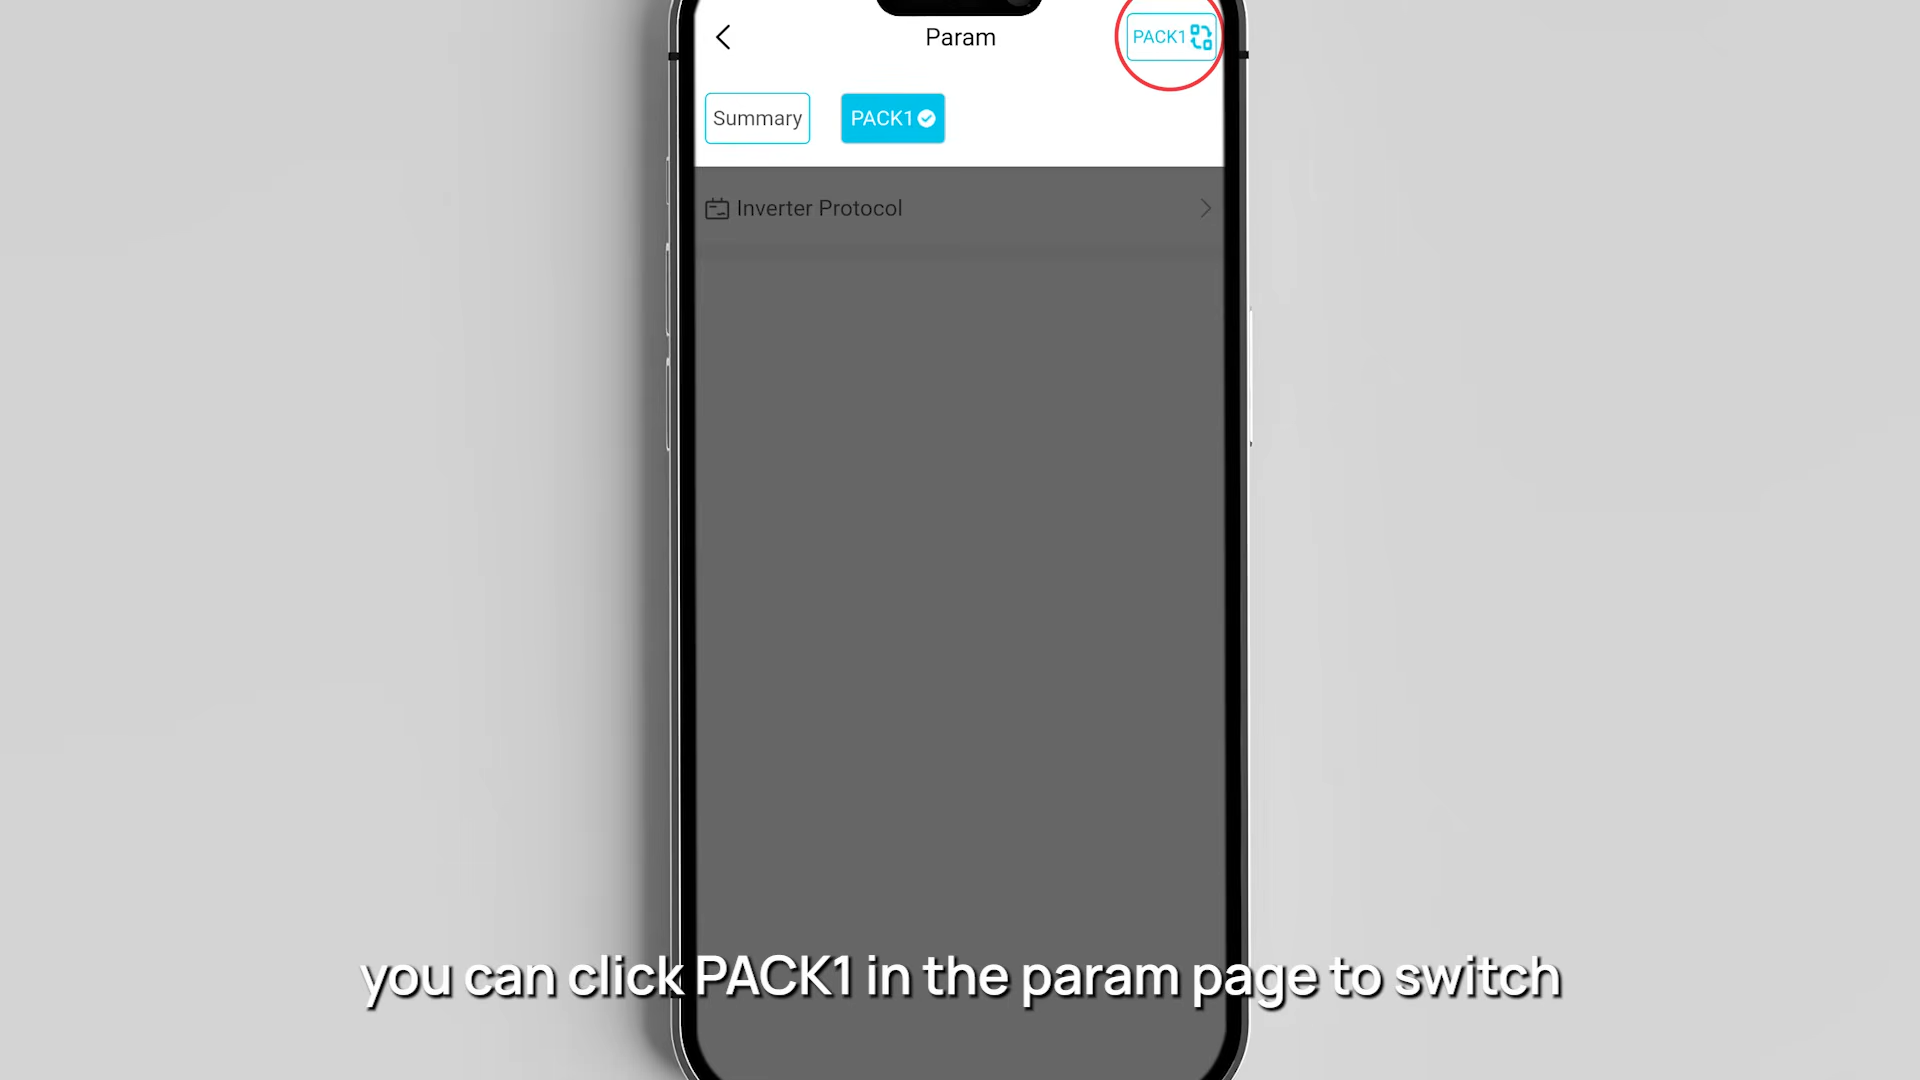 Param
PACK1
Summary
PACK1
Inverter Protocol
you can click PACK1 in the param page to switch